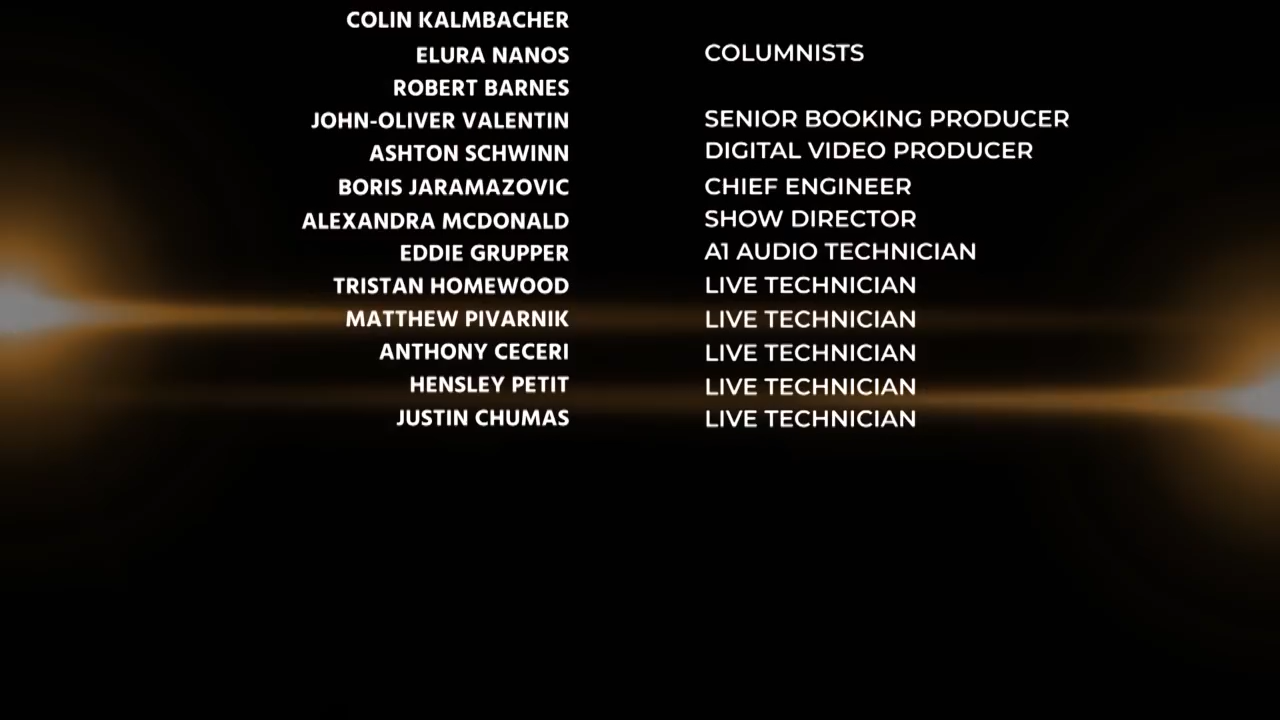 COLIN KALMBACHER
ELURA NANOS COLUMNISTS
ROBERT BARNES
JOHN-OLIVER VALENTIN SENIOR BOOKING PRODUCER
ASHTON SCHWINN DIGITAL VIDEO PRODUCER
BORIS JARAMAZOVIC CHIEF ENGINEER
ALEXANDRA MCDONALD SHOW DIRECTOR
EDDIE GRUPPER A1 AUDIO TECHNICIAN
TRISTAN HOMEWOOD LIVE TECHNICIAN
MATTHEW PIVARNIK LIVE TECHNICIAN
ANTHONY CECERI LIVE TECHNICIAN
HENSLEY PETIT LIVE TECHNICIAN
JUSTIN CHUMAS LIVE TECHNICIAN